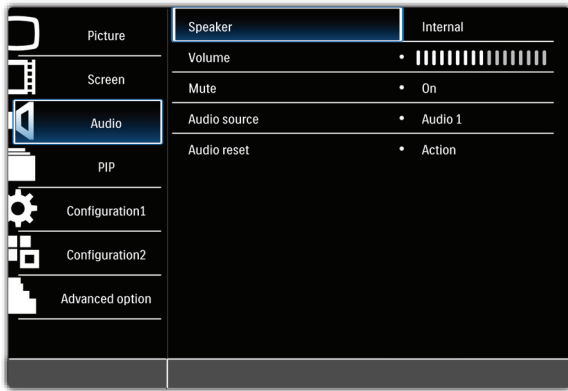 Picture
Screen
Audio
PIP
Configuration1
Configuration2
Advanced option
Speaker Internal
Volume •
Mute • On
Audio source • Audio 1
Audio reset • Action